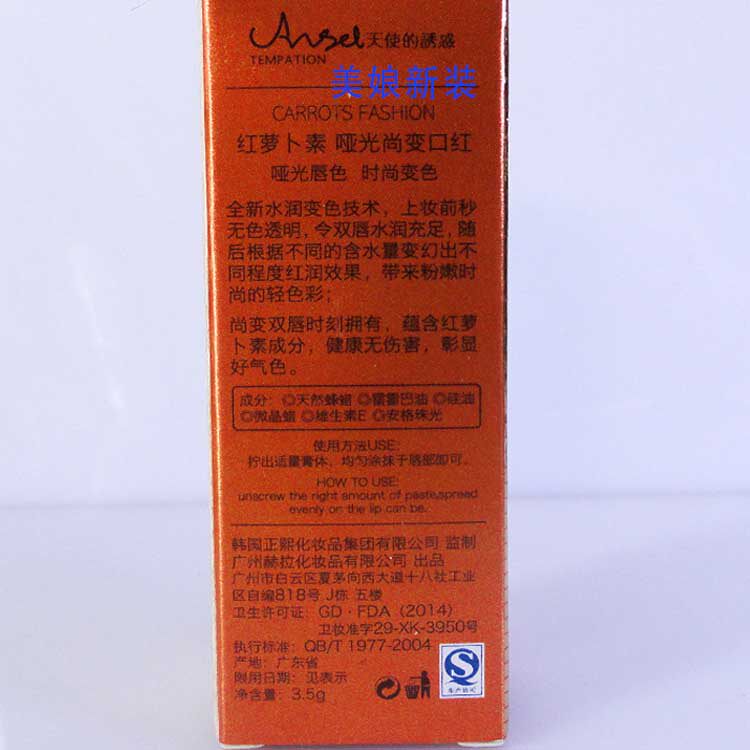 Angel 天使的誘惑
TEMPATION
美娘新装
CARROTS FASHION
红萝卜素 哑光尚变口红
哑光唇色 时尚变色
全新水润变色技术，上妆前秒
无色透明，令双唇水润充足，随
后根据不同的含水量变幻出不
同程度红润效果，带来粉嫩时
尚的轻色彩；
尚变双唇时刻拥有，蕴含红萝
卜素成分，健康无伤害，彰显
好气色。
成分：◎天然蜂蜡 ◎霍霍巴油 ◎硅油
◎微晶蜡 ◎维生素E ◎安格珠光
使用方法USE:
拧出适量膏体，均匀涂抹于唇部即可。
HOW TO USE:
unscrew the right amount of paste,spread
evenly on the lip can be.
韩国正熙化妆品集团有限公司 监制
广州赫拉化妆品有限公司 出品
广州市白云区夏茅向西大道十八社工业
区自编818号 J栋 五楼
卫生许可证：GD·FDA（2014）
卫妆准字29-XK-3950号
执行标准：QB/T 1977-2004
产地：广东省
限用日期：见表示
净含量：3.5g
生产许可